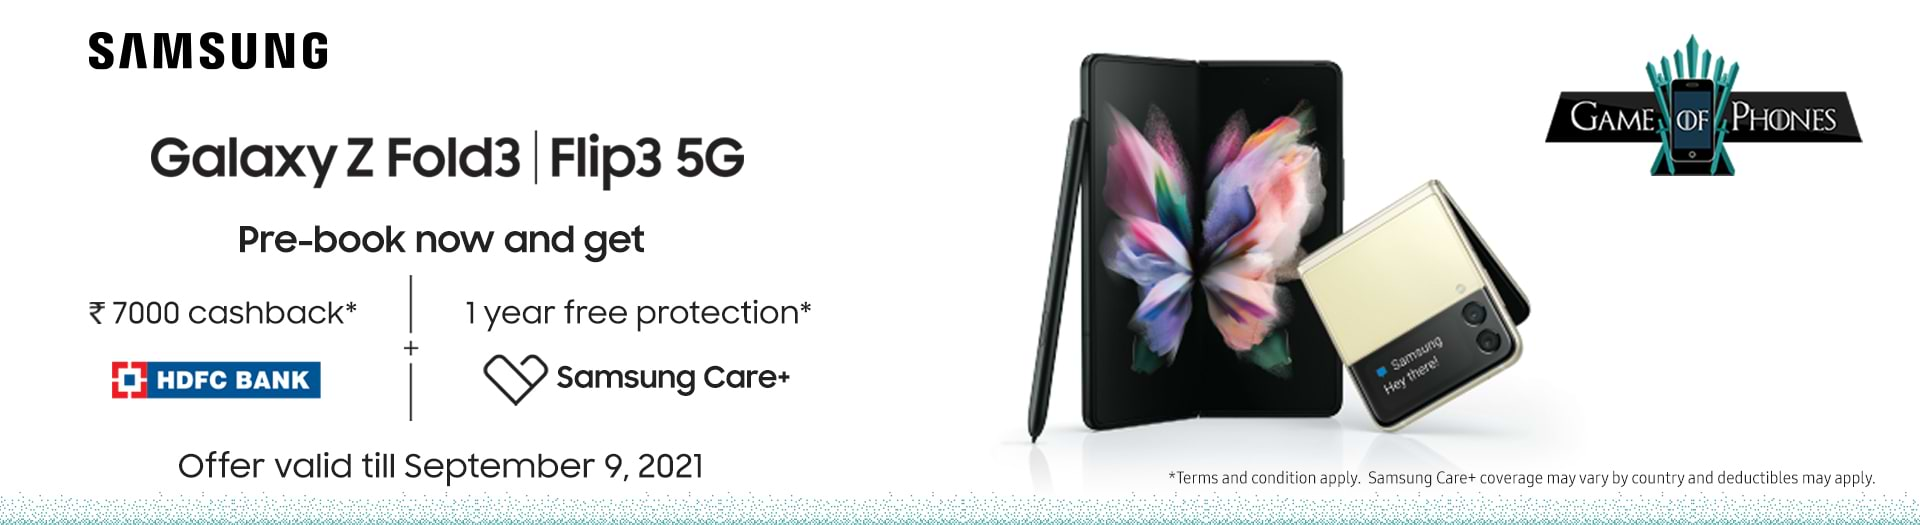 SAMSUNG
Galaxy Z Fold3 | Flip3 5G
Pre-book now and get
₹ 7000 cashback*
HDFC BANK
+
1 year free protection*
Samsung Care+
Offer valid till September 9, 2021
Samsung
Hey there!
GAME OF PHONES
*Terms and condition apply. Samsung Care+ coverage may vary by country and deductibles may apply.